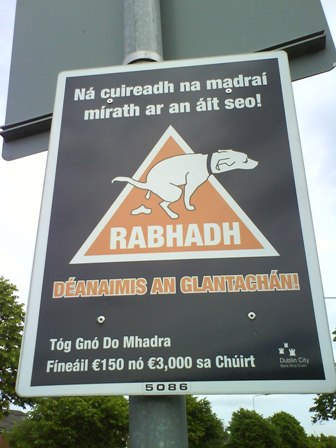 Ná cuireadh na madraí
mírath ar an áit seo!
RABHADH
DÉANAIMIS AN GLANTACHÁN!
Tóg Gnó Do Mhadra
Fíneáil €150 nó €3,000 sa Chúirt
Dublin City
5086